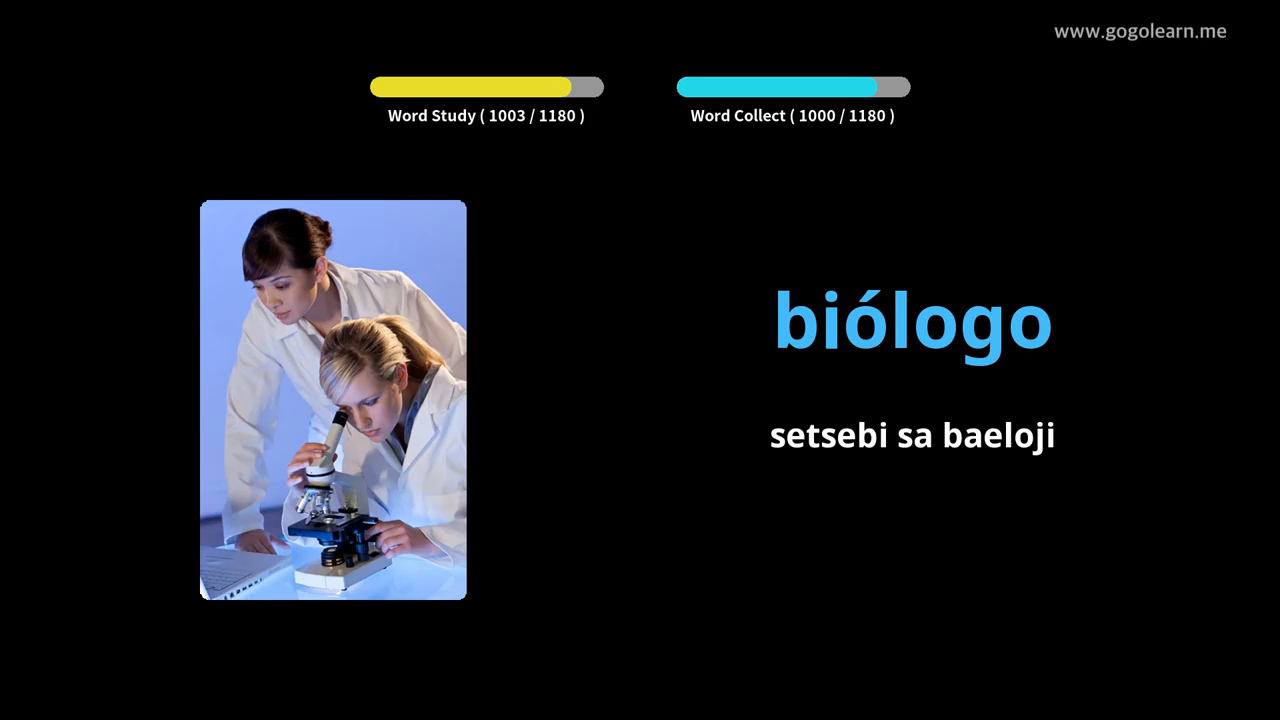 www.gogolearn.me
Word Study ( 1003 / 1180 )
Word Collect ( 1000 / 1180 )
biólogo
setsebi sa baeloji